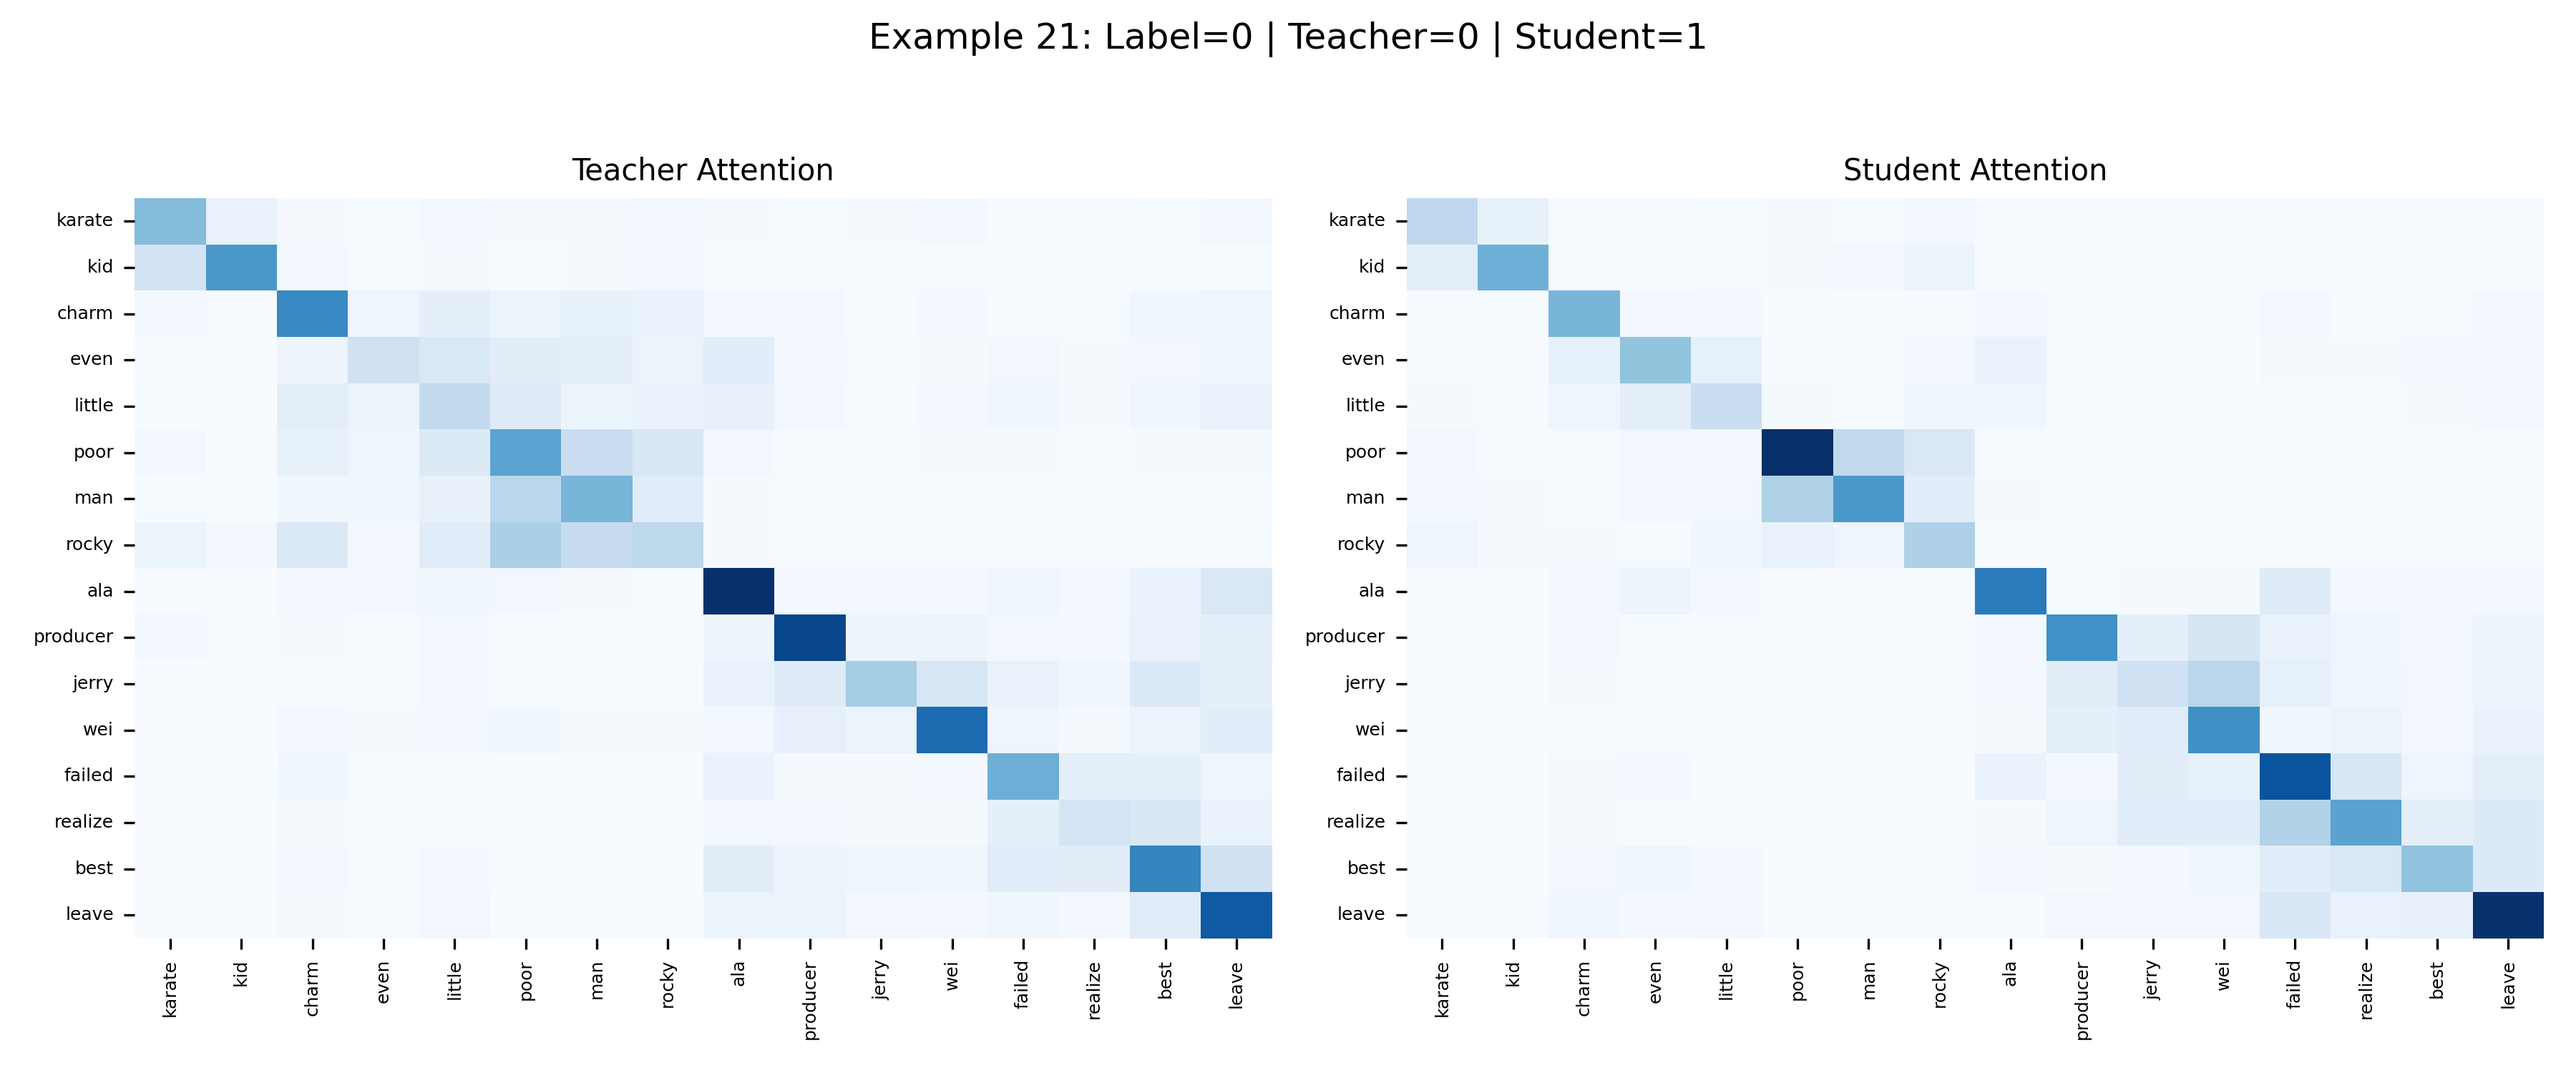 Example 21: Label=0 | Teacher=0 | Student=1
Teacher Attention
karate
kid
charm
even
little
poor
man
rocky
ala
producer
jerry
wei
failed
realize
best
leave
karate
kid
charm
even
little
poor
man
rocky
ala
producer
jerry
wei
failed
realize
best
leave
Student Attention
karate
kid
charm
even
little
poor
man
rocky
ala
producer
jerry
wei
failed
realize
best
leave
karate
kid
charm
even
little
poor
man
rocky
ala
producer
jerry
wei
failed
realize
best
leave